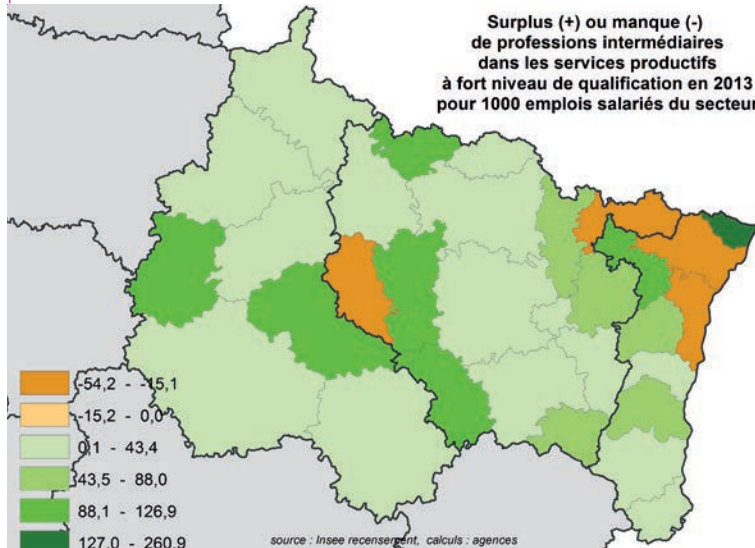 Surplus (+) ou manque (-)
de professions intermédiaires
dans les services productifs
à fort niveau de qualification en 2013
pour 1000 emplois salariés du secteur
-54,2 - -15,1
-15,2 - 0,0
0,1 - 43,4
43,5 - 88,0
88,1 - 126,9
127,0 - 260,9
source : Insee recensement, calculs : agences